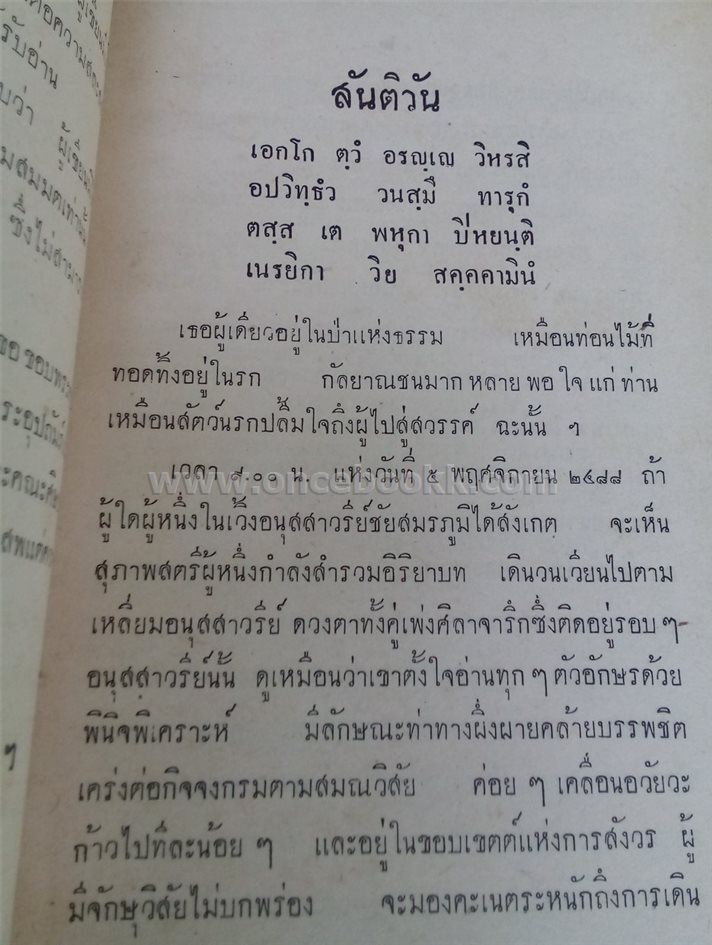 สันติวัน
เอกโก ตฺวํ อรญฺเญ วิหรสิ
อปวิทฺธํว วนสฺมึ ทารุกํ
ตสฺส เต พหุกา ปิหยนฺติ
เนรยิกา วิย สคฺคคามินํ
เธอผู้เดียวอยู่ในป่าแห่งธรรม เหมือนท่อนไม้ที่
ทอดทิ้งอยู่ในรก กัลยาณชนมาก หลาย พอ ใจ แก่ ท่าน
เหมือนสัตว์นรกปลื้มใจถึงผู้ไปสู่สวรรค์ ฉะนั้น ฯ
เวลา ๙.๐๐ น. แห่งวันที่ ๕ พฤศจิกายน ๒๔๘๘ ถ้า
www.oncebookk.com
ผู้ใดผู้หนึ่งในเวิ้งอนุสสาวรีย์ชัยสมรภูมิได้สังเกต จะเห็น
สุภาพสตรีผู้หนึ่งกำลังสำรวมอิริยาบท เดินวนเวียนไปตาม
เหลี่ยมอนุสสาวรีย์ ดวงตาทั้งคู่เพ่งศิลาจารึกซึ่งติดอยู่รอบ ๆ
อนุสสาวรีย์นั้น ดูเหมือนว่าเขาตั้งใจอ่านทุก ๆ ตัวอักษรด้วย
พินิจพิเคราะห์ มีลักษณะท่าทางผึ่งผายคล้ายบรรพชิต
เคร่งต่อกิจจงกรมตามสมณวิสัย ค่อย ๆ เคลื่อนอวัยวะ
ก้าวไปทีละน้อย ๆ และอยู่ในขอบเขตต์แห่งการสังวร ผู้
มีจักษุวิสัยไม่บกพร่อง จะมองคะเนตระหนักถึงการเดิน